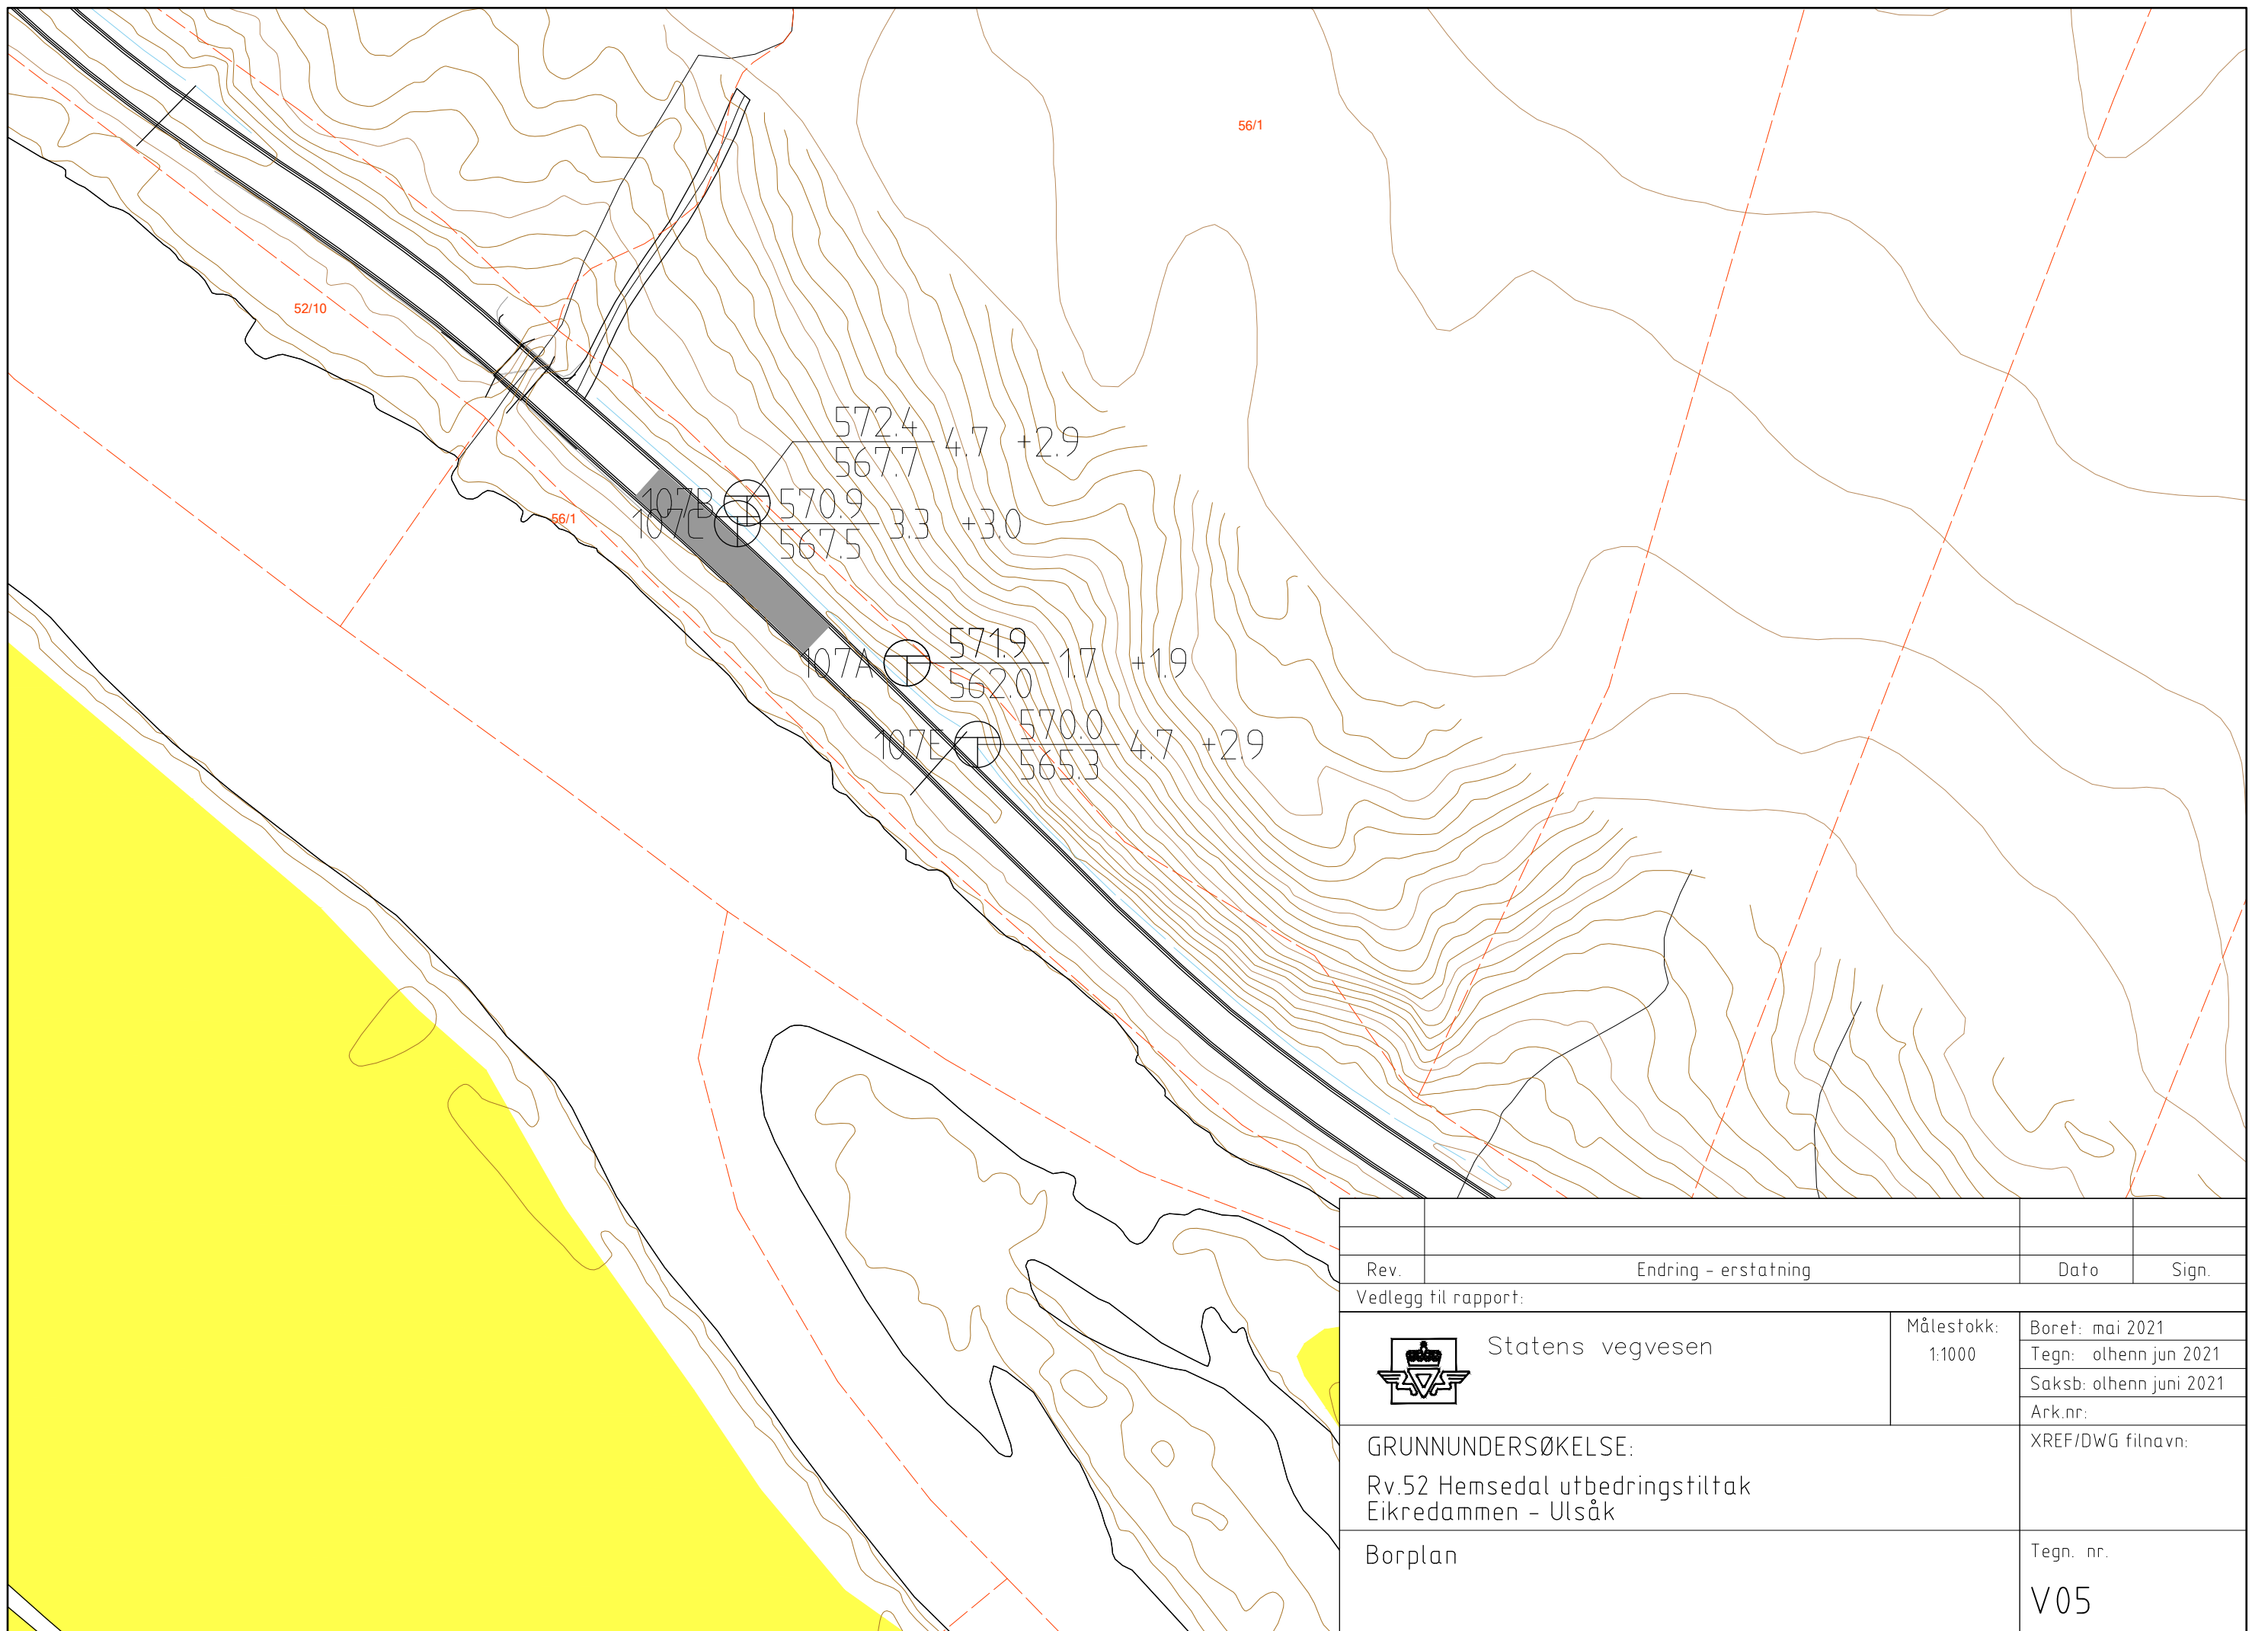 56/1
52/10
572.4
567.7
4.7 +2.9
56/1
107B
107C
570.9
567.5
3.3 +3.0
107A
571.9
562.0
1.7 +1.9
107E
570.0
565.3
4.7 +2.9
Rev. Endring - erstatning Dato Sign.
Vedlegg til rapport:
Statens vegvesen
Målestokk:
1:1000
Boret: mai 2021
Tegn: olhenn jun 2021
Saksb: olhenn juni 2021
Ark.nr:
GRUNNUNDERSØKELSE:
Rv.52 Hemsedal utbedringstiltak
Eikredammen - Ulsåk
XREF/DWG filnavn:
Borplan
Tegn. nr.
V05